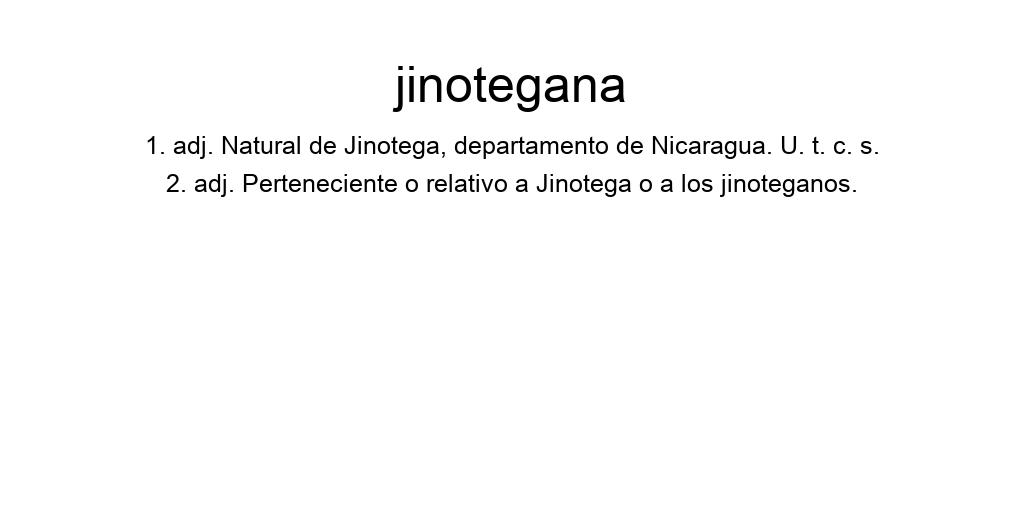 jinotegana
1. adj. Natural de Jinotega, departamento de Nicaragua. U. t. c. s.
2. adj. Perteneciente o relativo a Jinotega o a los jinoteganos.